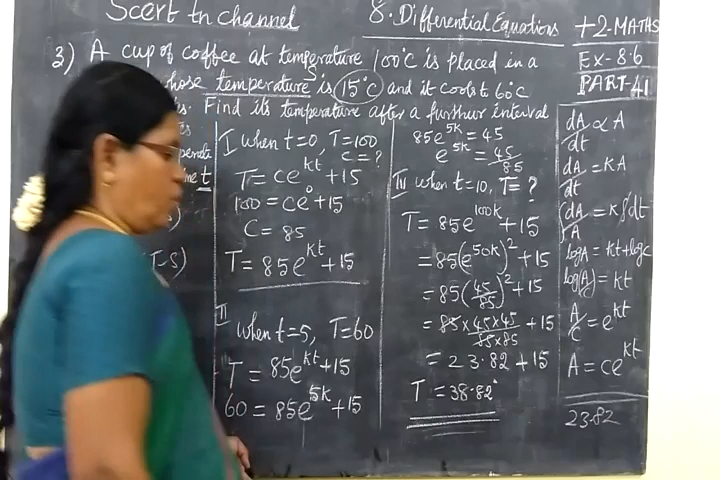 Scert tn channel
8. Differential Equations
+2-MATHS
Ex-8.6
PART-41
3) A cup of coffee at temperature 100°C is placed in a
whose temperature is 15°C and it cools t 60°C
s. Find its temperature after a further interval
I When t=0, T=100
C=?
T = ce^kt + 15
100 = ce^0 + 15
C = 85
T = 85e^kt + 15
II When t=5, T=60
T = 85e^kt + 15
60 = 85e^5k + 15
85e^5k = 45
e^5k = 45/85
III When t=10, T=?
T = 85e^100k + 15
= 85(e^50k)^2 + 15
= 85(45/85)^2 + 15
= 85 × 45×45/85×85 + 15
= 23.82 + 15
T = 38.82°
dA/dt ∝ A
dA/dt = KA
∫dA/A = k∫dt
logA = kt+logc
log(A/C) = kt
A/C = e^kt
A = ce^kt
23.82